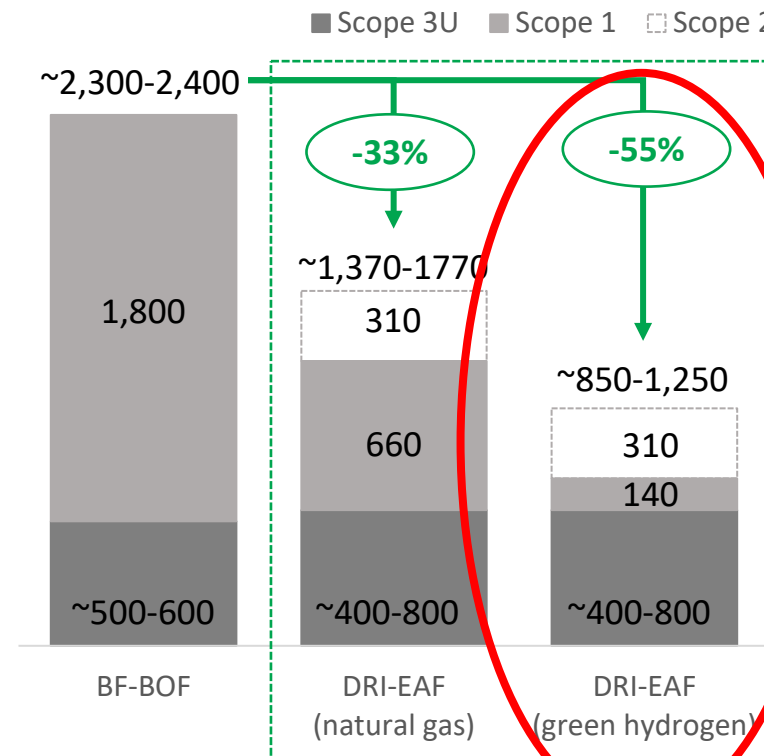 Scope 3U Scope 1 Scope 2
~2,300-2,400
-33%
-55%
~1,370-1770
1,800
310
~850-1,250
660
310
140
~500-600
~400-800
~400-800
BF-BOF
DRI-EAF
(natural gas)
DRI-EAF
(green hydrogen)